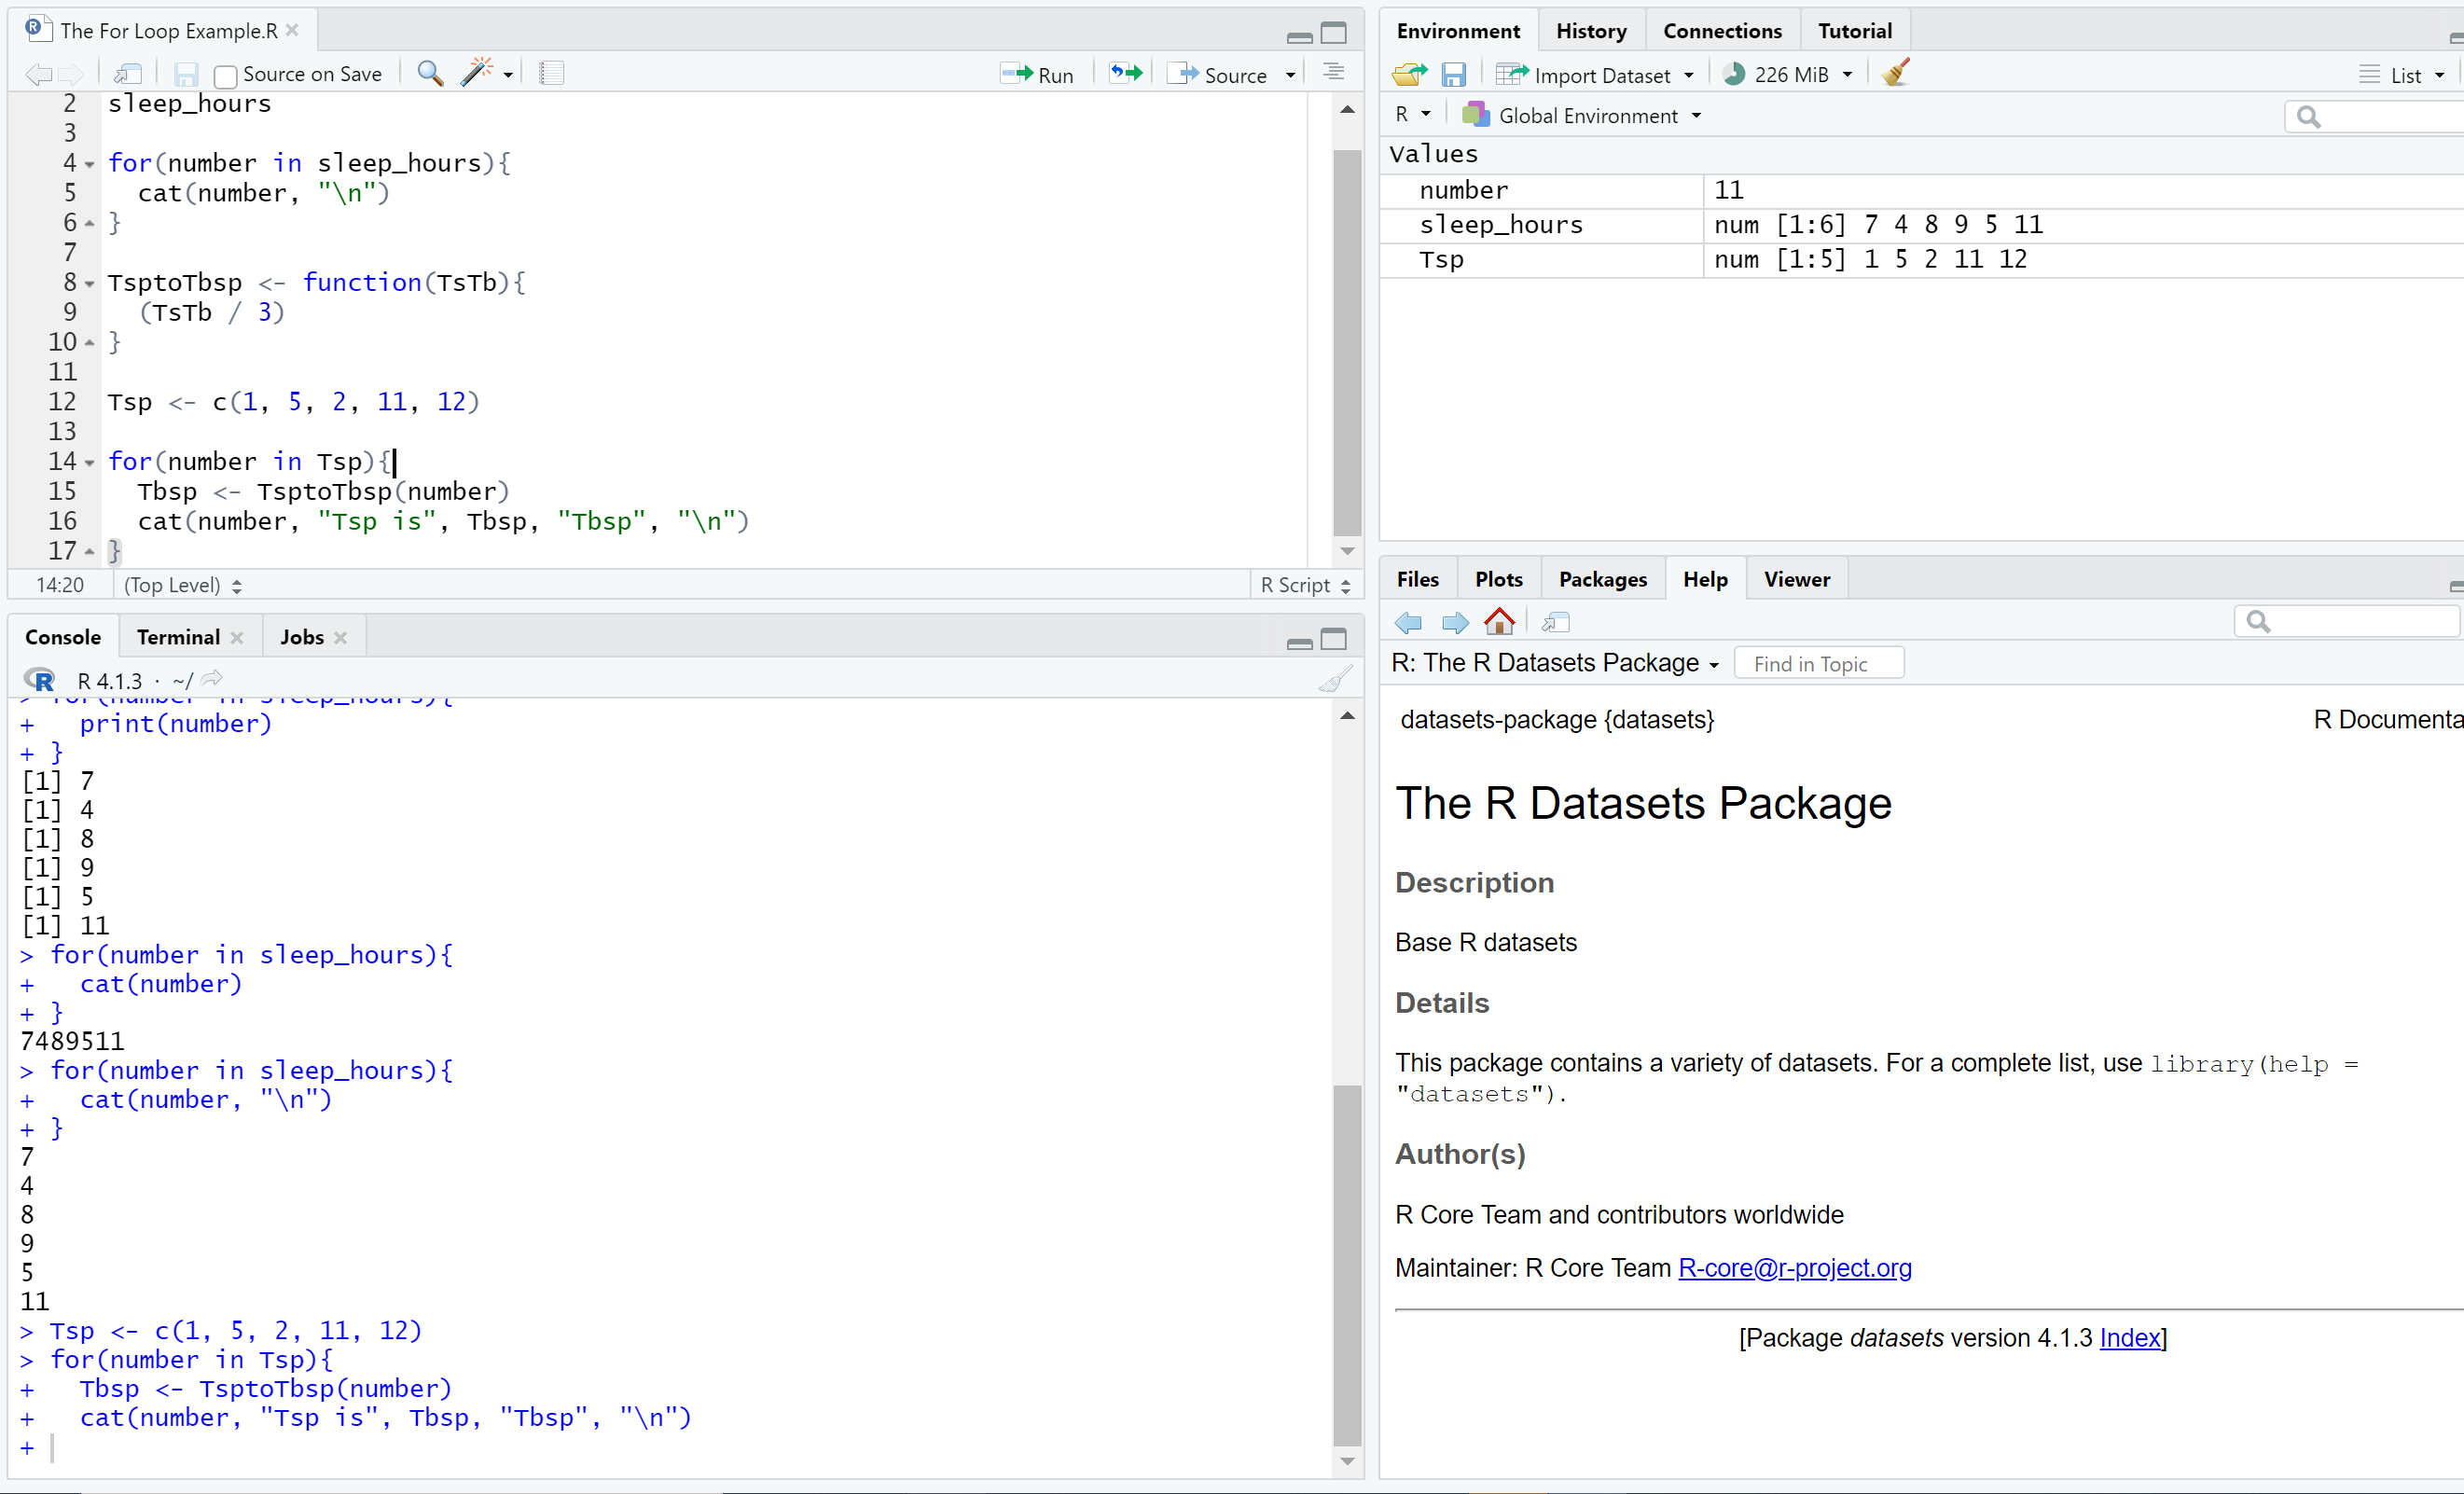 The For Loop Example.R
Source on Save
Run
Source
2 sleep_hours
3
4 for(number in sleep_hours){
5   cat(number, "\n")
6 }
7
8 TsptoTbsp <- function(TsTb){
9   (TsTb / 3)
10 }
11
12 Tsp <- c(1, 5, 2, 11, 12)
13
14 for(number in Tsp){
15   Tbsp <- TsptoTbsp(number)
16   cat(number, "Tsp is", Tbsp, "Tbsp", "\n")
17 }
14:20 (Top Level) R Script
Console Terminal Jobs
R 4.1.3 · ~/
> for(number in sleep_hours){
+   print(number)
+ }
[1] 7
[1] 4
[1] 8
[1] 9
[1] 5
[1] 11
> for(number in sleep_hours){
+   cat(number)
+ }
7489511
> for(number in sleep_hours){
+   cat(number, "\n")
+ }
7
4
8
9
5
11
> Tsp <- c(1, 5, 2, 11, 12)
> for(number in Tsp){
+   Tbsp <- TsptoTbsp(number)
+   cat(number, "Tsp is", Tbsp, "Tbsp", "\n")
+
Environment History Connections Tutorial
Import Dataset 226 MiB List
R Global Environment
Values
number 11
sleep_hours num [1:6] 7 4 8 9 5 11
Tsp num [1:5] 1 5 2 11 12
Files Plots Packages Help Viewer
R: The R Datasets Package Find in Topic
datasets-package {datasets} R Documenta
The R Datasets Package
Description
Base R datasets
Details
This package contains a variety of datasets. For a complete list, use library(help =
"datasets").
Author(s)
R Core Team and contributors worldwide
Maintainer: R Core Team R-core@r-project.org
[Package datasets version 4.1.3 Index]